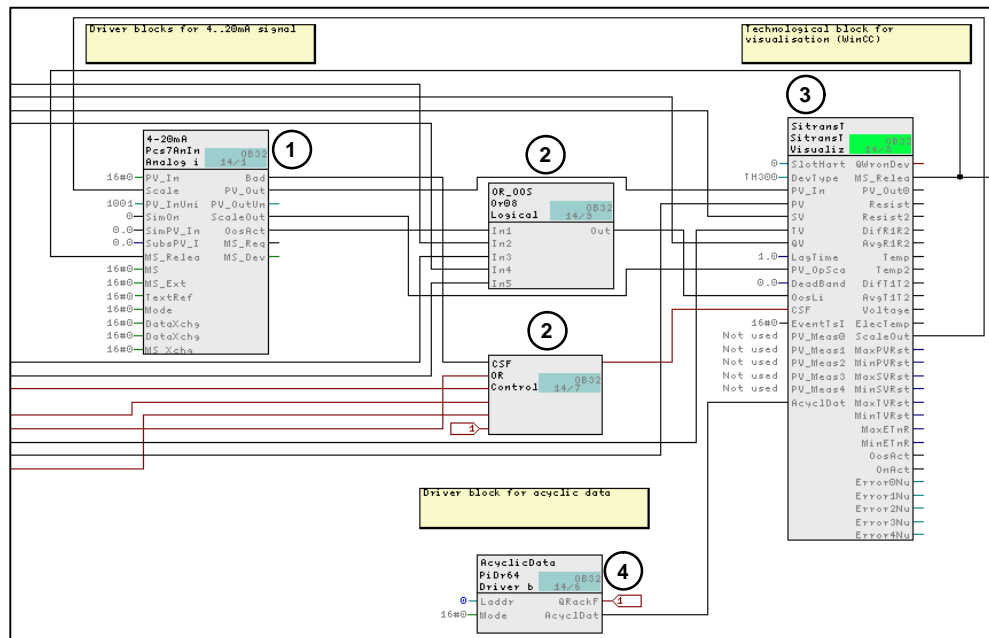 Driver blocks for 4..20mA signal
Technological block for
visualisation (WinCC)
1
4-20mA
Pcs7AnIn
Analog i
OB32
14/1
16#0
PV_In
Bad
Scale
PV_Out
1001
PV_InUni
PV_OutUn
0
SimOn
ScaleOut
0.0
SimPV_In
OosAct
0.0
SubsPV_I
MS_Req
MS_Relea
MS_Dev
16#0
MS
16#0
MS_Ext
16#0
TextRef
16#0
Mode
16#0
DataXchg
16#0
DataXchg
16#0
MS_Xchg
2
OR_OOS
Or08
Logical
OB32
14/9
In1
Out
In2
In3
In4
In5
2
CSF
OR
Control
OB32
14/7
1
3
SitransT
SitransT
Visualiz
OB32
0
SlotHart
QWronDev
TH300
DevType
MS_Relea
PV_In
PV_Out0
PV
Resist
SV
Resist2
TV
DifR1R2
QV
AvgR1R2
1.0
LagTime
Temp
PV_OpSca
Temp2
0.0
DeadBand
DifT1T2
OosLi
AvgT1T2
CSF
Voltage
16#0
EventTsI
ElecTemp
Not used
PV_Meas0
ScaleOut
Not used
PV_Meas1
MaxPVRst
Not used
PV_Meas2
MinPVRst
Not used
PV_Meas3
MaxSVRst
Not used
PV_Meas4
MinSVRst
AcyclDat
MaxTVRst
MinTVRst
MaxETmR
MinETmR
OosAct
OnAct
Error0Nu
Error1Nu
Error2Nu
Error3Nu
Error4Nu
Driver block for acyclic data
4
AcyclicData
PiDr64
Driver b
OB32
14/6
0
Laddr
QRackF
1
16#0
Mode
AcyclDat